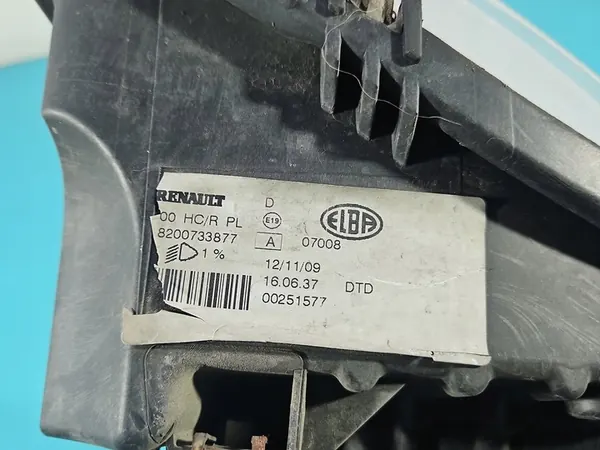 RENAULT D
00 HC/R PL E19 ELBA
8200733877 A 07008
1 % 12/11/09
16.06.37 DTD
00251577